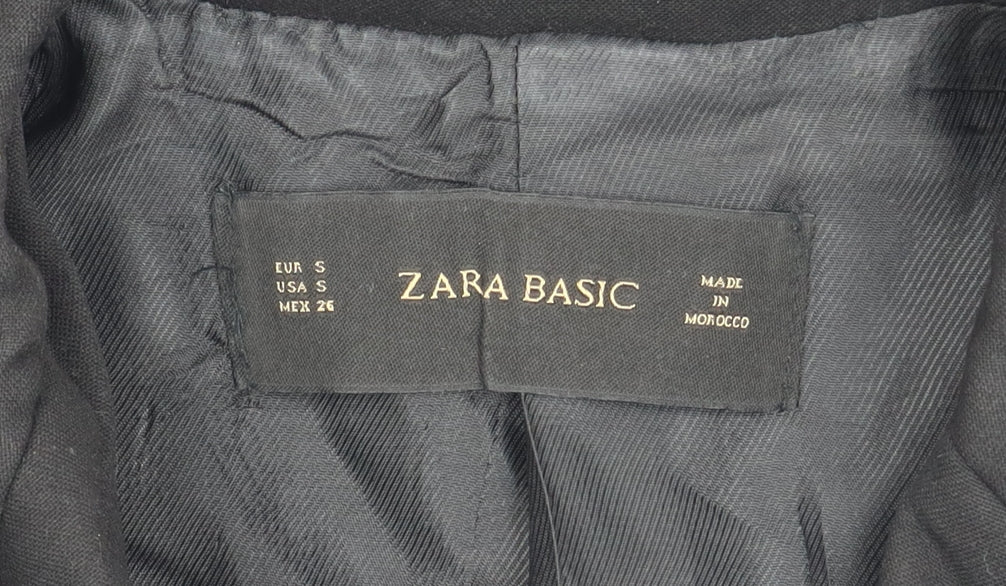 EUR S
USA S
MEX 26
ZARA BASIC
MADE
IN
MOROCCO